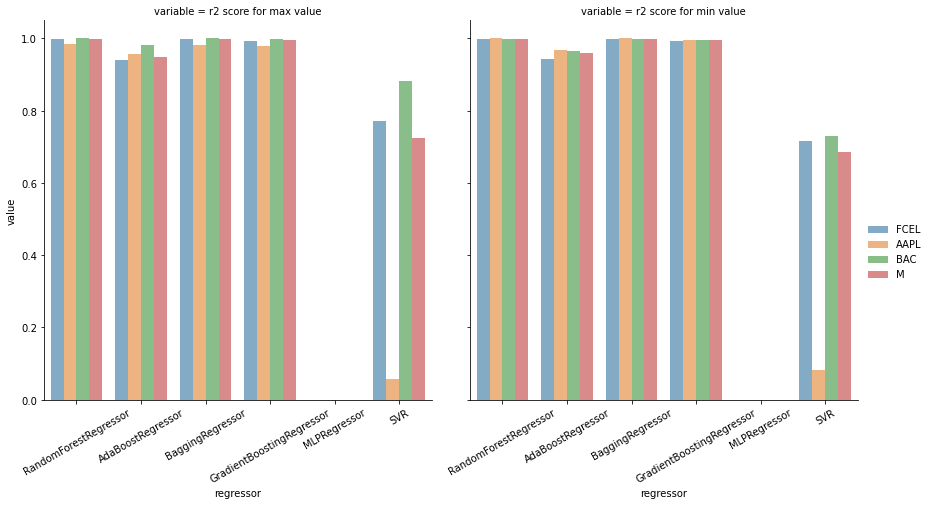 variable = r2 score for max value
variable = r2 score for min value
1.0
0.8
0.6
0.4
0.2
0.0
value
RandomForestRegressor
AdaBoostRegressor
BaggingRegressor
GradientBoostingRegressor
MLPRegressor
SVR
regressor
RandomForestRegressor
AdaBoostRegressor
BaggingRegressor
GradientBoostingRegressor
MLPRegressor
SVR
regressor
FCEL
AAPL
BAC
M